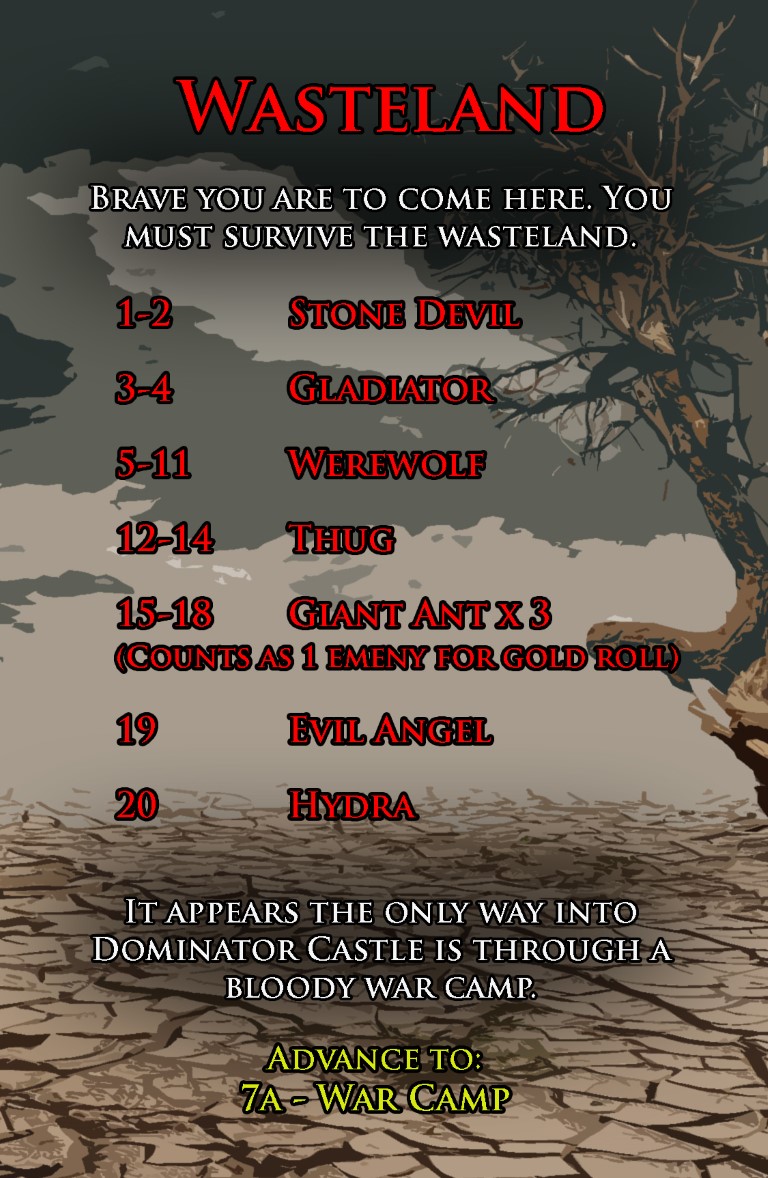 Wasteland
Brave you are to come here. You
must survive the wasteland.
1-2 Stone Devil
3-4 Gladiator
5-11 Werewolf
12-14 Thug
15-18 Giant Ant x 3
(Counts as 1 emeny for gold roll)
19 Evil Angel
20 Hydra
It appears the only way into
Dominator Castle is through a
bloody war camp.
Advance to:
7a - War Camp